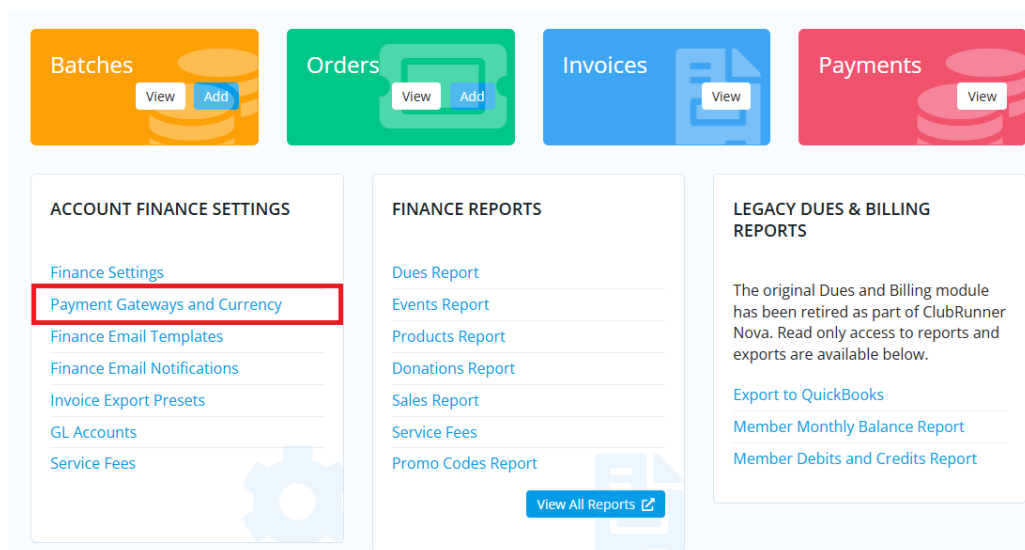 Batches
View
Add
Orders
View
Add
Invoices
View
Payments
View
ACCOUNT FINANCE SETTINGS
Finance Settings
Payment Gateways and Currency
Finance Email Templates
Finance Email Notifications
Invoice Export Presets
GL Accounts
Service Fees
FINANCE REPORTS
Dues Report
Events Report
Products Report
Donations Report
Sales Report
Service Fees
Promo Codes Report
View All Reports
LEGACY DUES & BILLING
REPORTS
The original Dues and Billing module
has been retired as part of ClubRunner
Nova. Read only access to reports and
exports are available below.
Export to QuickBooks
Member Monthly Balance Report
Member Debits and Credits Report